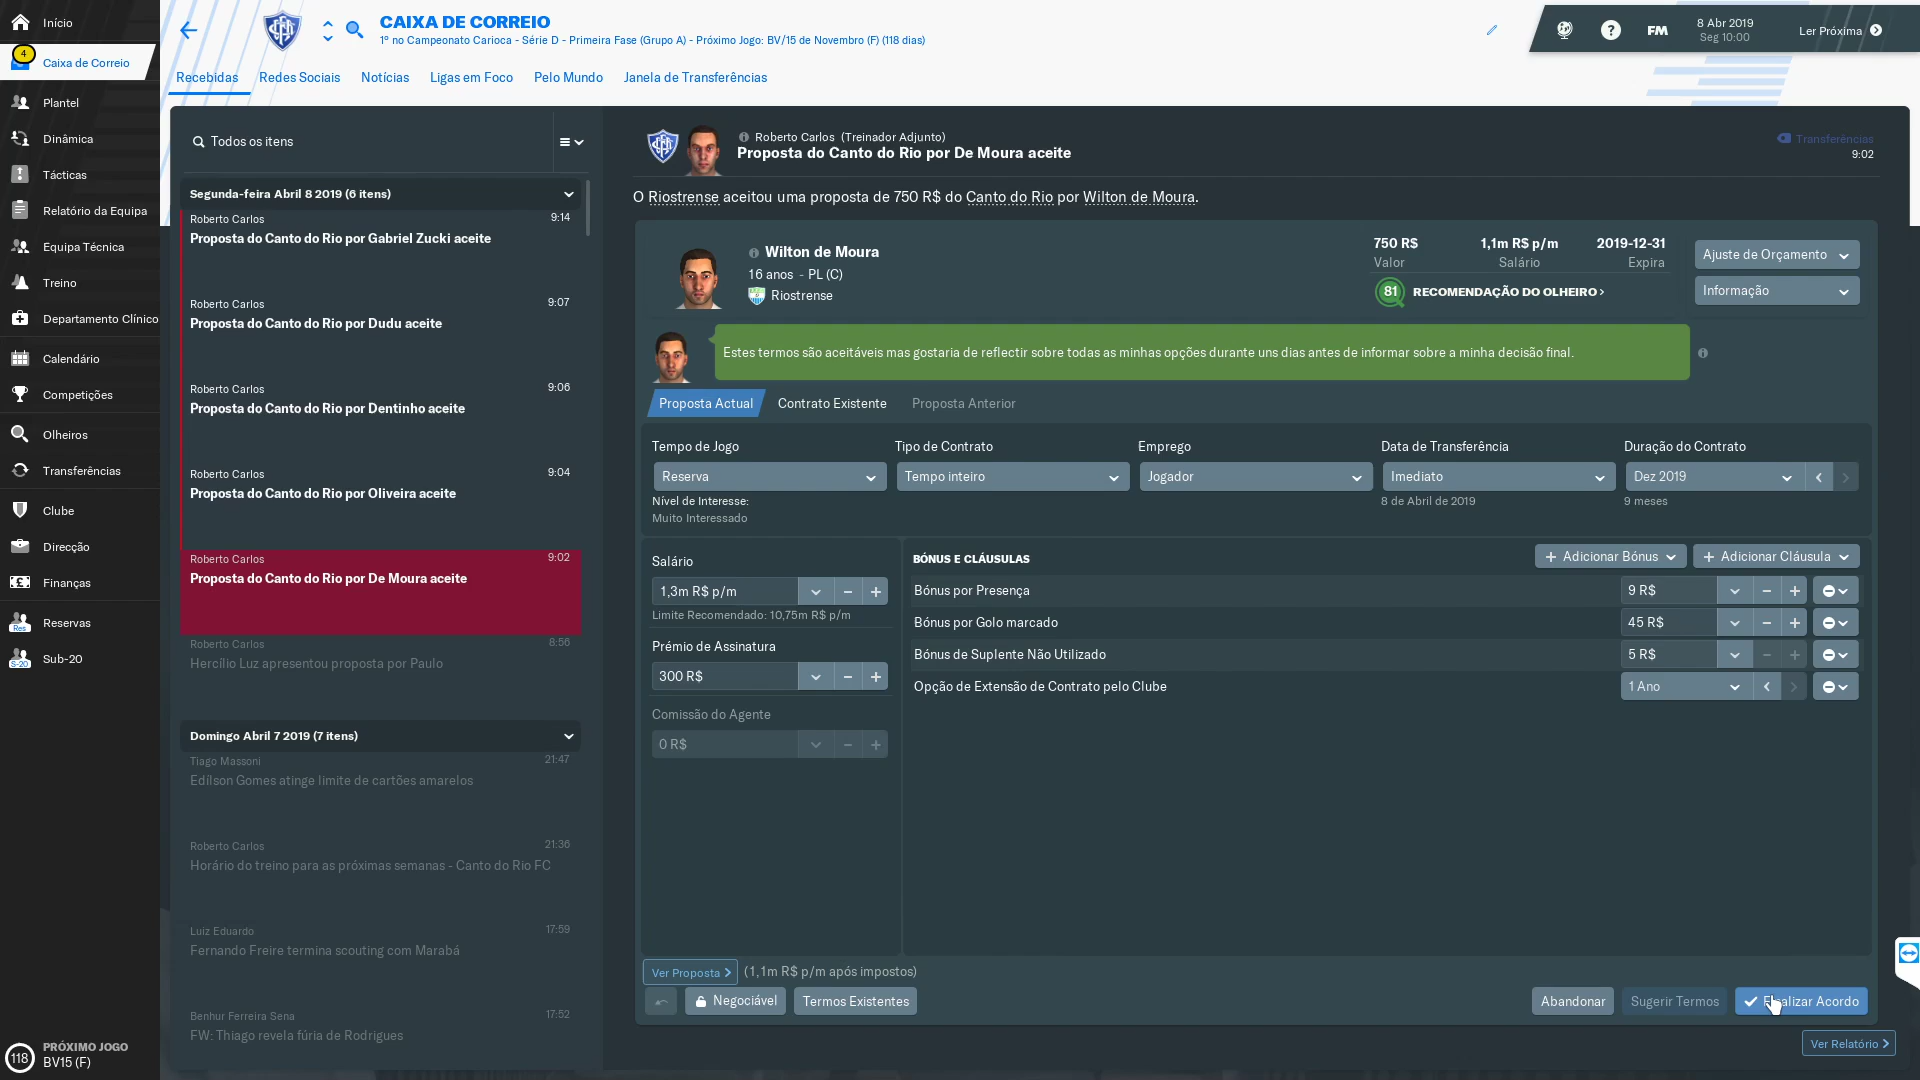 Início
4
Caixa de Correio
Plantel
Dinâmica
Tácticas
Relatório da Equipa
Equipa Técnica
Treino
Departamento Clínico
Calendário
Competições
Olheiros
Transferências
Clube
Direcção
Finanças
Res
Reservas
S-20
Sub-20
118
PRÓXIMO JOGO
BV15 (F)
CAIXA DE CORREIO
1º no Campeonato Carioca - Série D - Primeira Fase (Grupo A) - Próximo Jogo: BV/15 de Novembro (F) (118 dias)
FM
8 Abr 2019
Seg 10:00
Ler Próxima
Recebidas
Redes Sociais
Notícias
Ligas em Foco
Pelo Mundo
Janela de Transferências
Todos os itens
Segunda-feira Abril 8 2019 (6 itens)
Roberto Carlos 9:14
Proposta do Canto do Rio por Gabriel Zucki aceite
Roberto Carlos 9:07
Proposta do Canto do Rio por Dudu aceite
Roberto Carlos 9:06
Proposta do Canto do Rio por Dentinho aceite
Roberto Carlos 9:04
Proposta do Canto do Rio por Oliveira aceite
Roberto Carlos 9:02
Proposta do Canto do Rio por De Moura aceite
Roberto Carlos 8:56
Hercílio Luz apresentou proposta por Paulo
Domingo Abril 7 2019 (7 itens)
Tiago Massoni 21:47
Edílson Gomes atinge limite de cartões amarelos
Roberto Carlos 21:36
Horário do treino para as próximas semanas - Canto do Rio FC
Luiz Eduardo 17:59
Fernando Freire termina scouting com Marabá
Benhur Ferreira Sena 17:52
FW: Thiago revela fúria de Rodrigues
Roberto Carlos (Treinador Adjunto)
Proposta do Canto do Rio por De Moura aceite
Transferências
9:02
O Riostrense aceitou uma proposta de 750 R$ do Canto do Rio por Wilton de Moura.
Wilton de Moura
16 anos - PL (C)
Riostrense
750 R$ 1,1m R$ p/m 2019-12-31
Valor Salário Expira
81 RECOMENDAÇÃO DO OLHEIRO >
Ajuste de Orçamento
Informação
Estes termos são aceitáveis mas gostaria de reflectir sobre todas as minhas opções durante uns dias antes de informar sobre a minha decisão final.
Proposta Actual
Contrato Existente
Proposta Anterior
Tempo de Jogo Tipo de Contrato Emprego Data de Transferência Duração do Contrato
Reserva Tempo inteiro Jogador Imediato Dez 2019
Nível de Interesse: 8 de Abril de 2019 9 meses
Muito Interessado
Salário
1,3m R$ p/m
Limite Recomendado: 10,75m R$ p/m
Prémio de Assinatura
300 R$
Comissão do Agente
0 R$
BÓNUS E CLÁUSULAS
Adicionar Bónus
Adicionar Cláusula
Bónus por Presença 9 R$
Bónus por Golo marcado 45 R$
Bónus de Suplente Não Utilizado 5 R$
Opção de Extensão de Contrato pelo Clube 1 Ano
Ver Proposta > (1,1m R$ p/m após impostos)
Negociável
Termos Existentes
Abandonar
Sugerir Termos
Acordo
Ver Relatório >